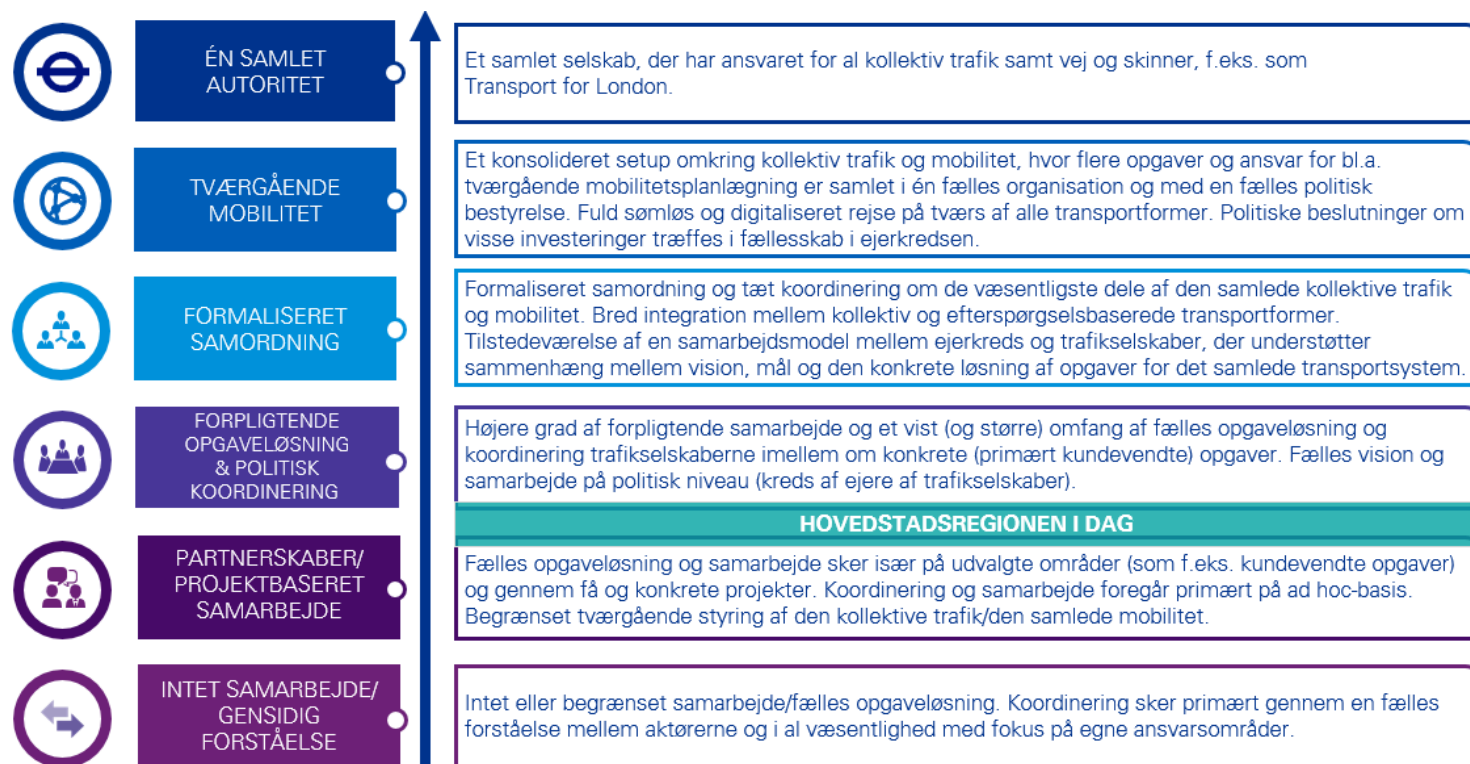 ÉN SAMLET
AUTORITET
Et samlet selskab, der har ansvaret for al kollektiv trafik samt vej og skinner, f.eks. som
Transport for London.
TVÆRGÅENDE
MOBILITET
Et konsolideret setup omkring kollektiv trafik og mobilitet, hvor flere opgaver og ansvar for bl.a.
tværgående mobilitetsplanlægning er samlet i én fælles organisation og med en fælles politisk
bestyrelse. Fuld sømløs og digitaliseret rejse på tværs af alle transportformer. Politiske beslutninger om
visse investeringer træffes i fællesskab i ejerkredsen.
FORMALISERET
SAMORDNING
Formaliseret samordning og tæt koordinering om de væsentligste dele af den samlede kollektive trafik
og mobilitet. Bred integration mellem kollektiv og efterspørgselsbaserede transportformer.
Tilstedeværelse af en samarbejdsmodel mellem ejerkreds og trafikselskaber, der understøtter
sammenhæng mellem vision, mål og den konkrete løsning af opgaver for det samlede transportsystem.
FORPLIGTENDE
OPGAVELØSNING
& POLITISK
KOORDINERING
Højere grad af forpligtende samarbejde og et vist (og større) omfang af fælles opgaveløsning og
koordinering trafikselskaberne imellem om konkrete (primært kundevendte) opgaver. Fælles vision og
samarbejde på politisk niveau (kreds af ejere af trafikselskaber).
HOVEDSTADSREGIONEN I DAG
PARTNERSKABER/
PROJEKTBASERET
SAMARBEJDE
Fælles opgaveløsning og samarbejde sker især på udvalgte områder (som f.eks. kundevendte opgaver)
og gennem få og konkrete projekter. Koordinering og samarbejde foregår primært på ad hoc-basis.
Begrænset tværgående styring af den kollektive trafik/den samlede mobilitet.
INTET SAMARBEJDE/
GENSIDIG
FORSTÅELSE
Intet eller begrænset samarbejde/fælles opgaveløsning. Koordinering sker primært gennem en fælles
forståelse mellem aktørerne og i al væsentlighed med fokus på egne ansvarsområder.